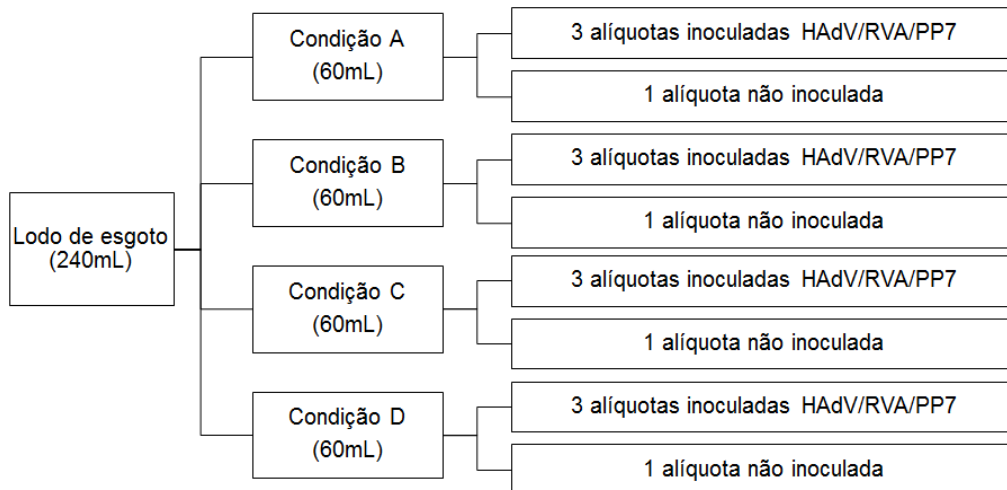 Lodo de esgoto
(240mL)
Condição A
(60mL)
3 alíquotas inoculadas HAdV/RVA/PP7
1 alíquota não inoculada
Condição B
(60mL)
3 alíquotas inoculadas HAdV/RVA/PP7
1 alíquota não inoculada
Condição C
(60mL)
3 alíquotas inoculadas HAdV/RVA/PP7
1 alíquota não inoculada
Condição D
(60mL)
3 alíquotas inoculadas HAdV/RVA/PP7
1 alíquota não inoculada